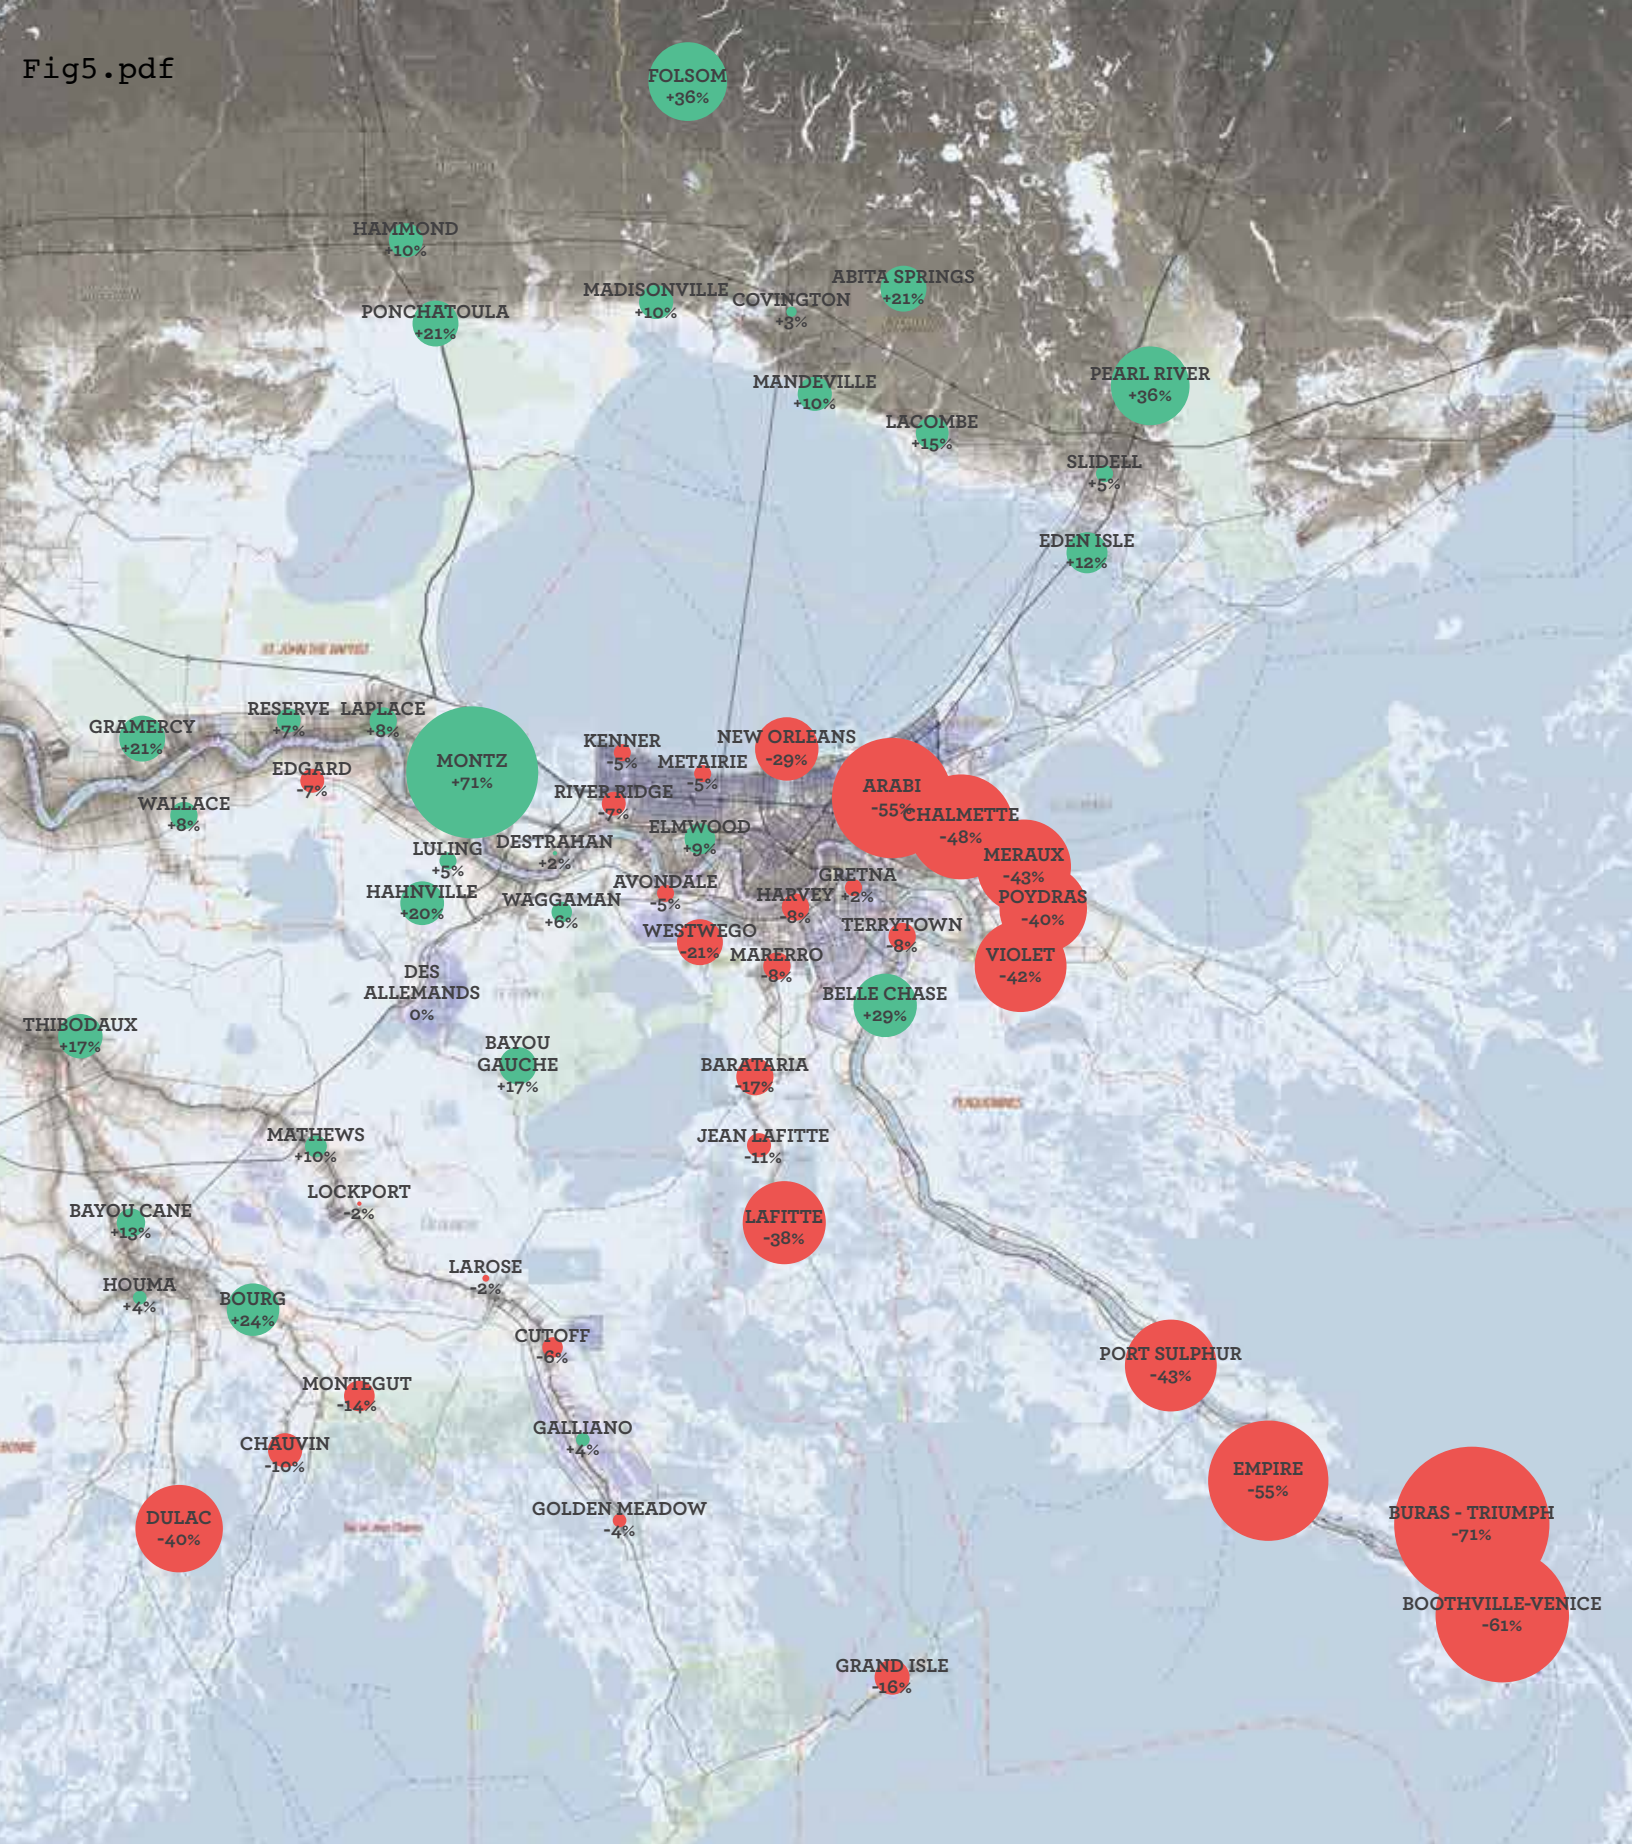 Fig5.pdf
FOLSOM
+36%
HAMMOND
+10%
PONCHATOULA
+21%
MADISONVILLE
+10%
COVINGTON
+3%
ABITA SPRINGS
+21%
MANDEVILLE
+10%
PEARL RIVER
+36%
LACOMBE
+15%
SLIDELL
+5%
EDEN ISLE
+12%
ST. JOHN THE BAPTIST
GRAMERCY
+21%
RESERVE
+7%
LAPLACE
+8%
EDGARD
-7%
WALLACE
+8%
MONTZ
+71%
KENNER
-5%
METAIRIE
-5%
NEW ORLEANS
-29%
RIVER RIDGE
-7%
ARABI
-55%
CHALMETTE
-48%
ELMWOOD
+9%
DESTRAHAN
+2%
LULING
+5%
MERAUX
-43%
HAHNVILLE
+20%
WAGGAMAN
+6%
AVONDALE
-5%
HARVEY
-8%
GRETNA
+2%
POYDRAS
-40%
WESTWEGO
-21%
TERRYTOWN
-8%
MARERRO
-8%
VIOLET
-42%
DES
ALLEMANDS
0%
BELLE CHASE
+29%
THIBODAUX
+17%
BAYOU
GAUCHE
+17%
BARATARIA
-17%
PLAQUEMINES
MATHEWS
+10%
JEAN LAFITTE
-11%
LOCKPORT
-2%
BAYOU CANE
+13%
LAFITTE
-38%
LAROSE
-2%
HOUMA
+4%
BOURG
+24%
CUTOFF
-6%
PORT SULPHUR
-43%
MONTEGUT
-14%
CHAUVIN
-10%
GALLIANO
+4%
EMPIRE
-55%
DULAC
-40%
GOLDEN MEADOW
-4%
BURAS - TRIUMPH
-71%
BOOTHVILLE-VENICE
-61%
GRAND ISLE
-16%